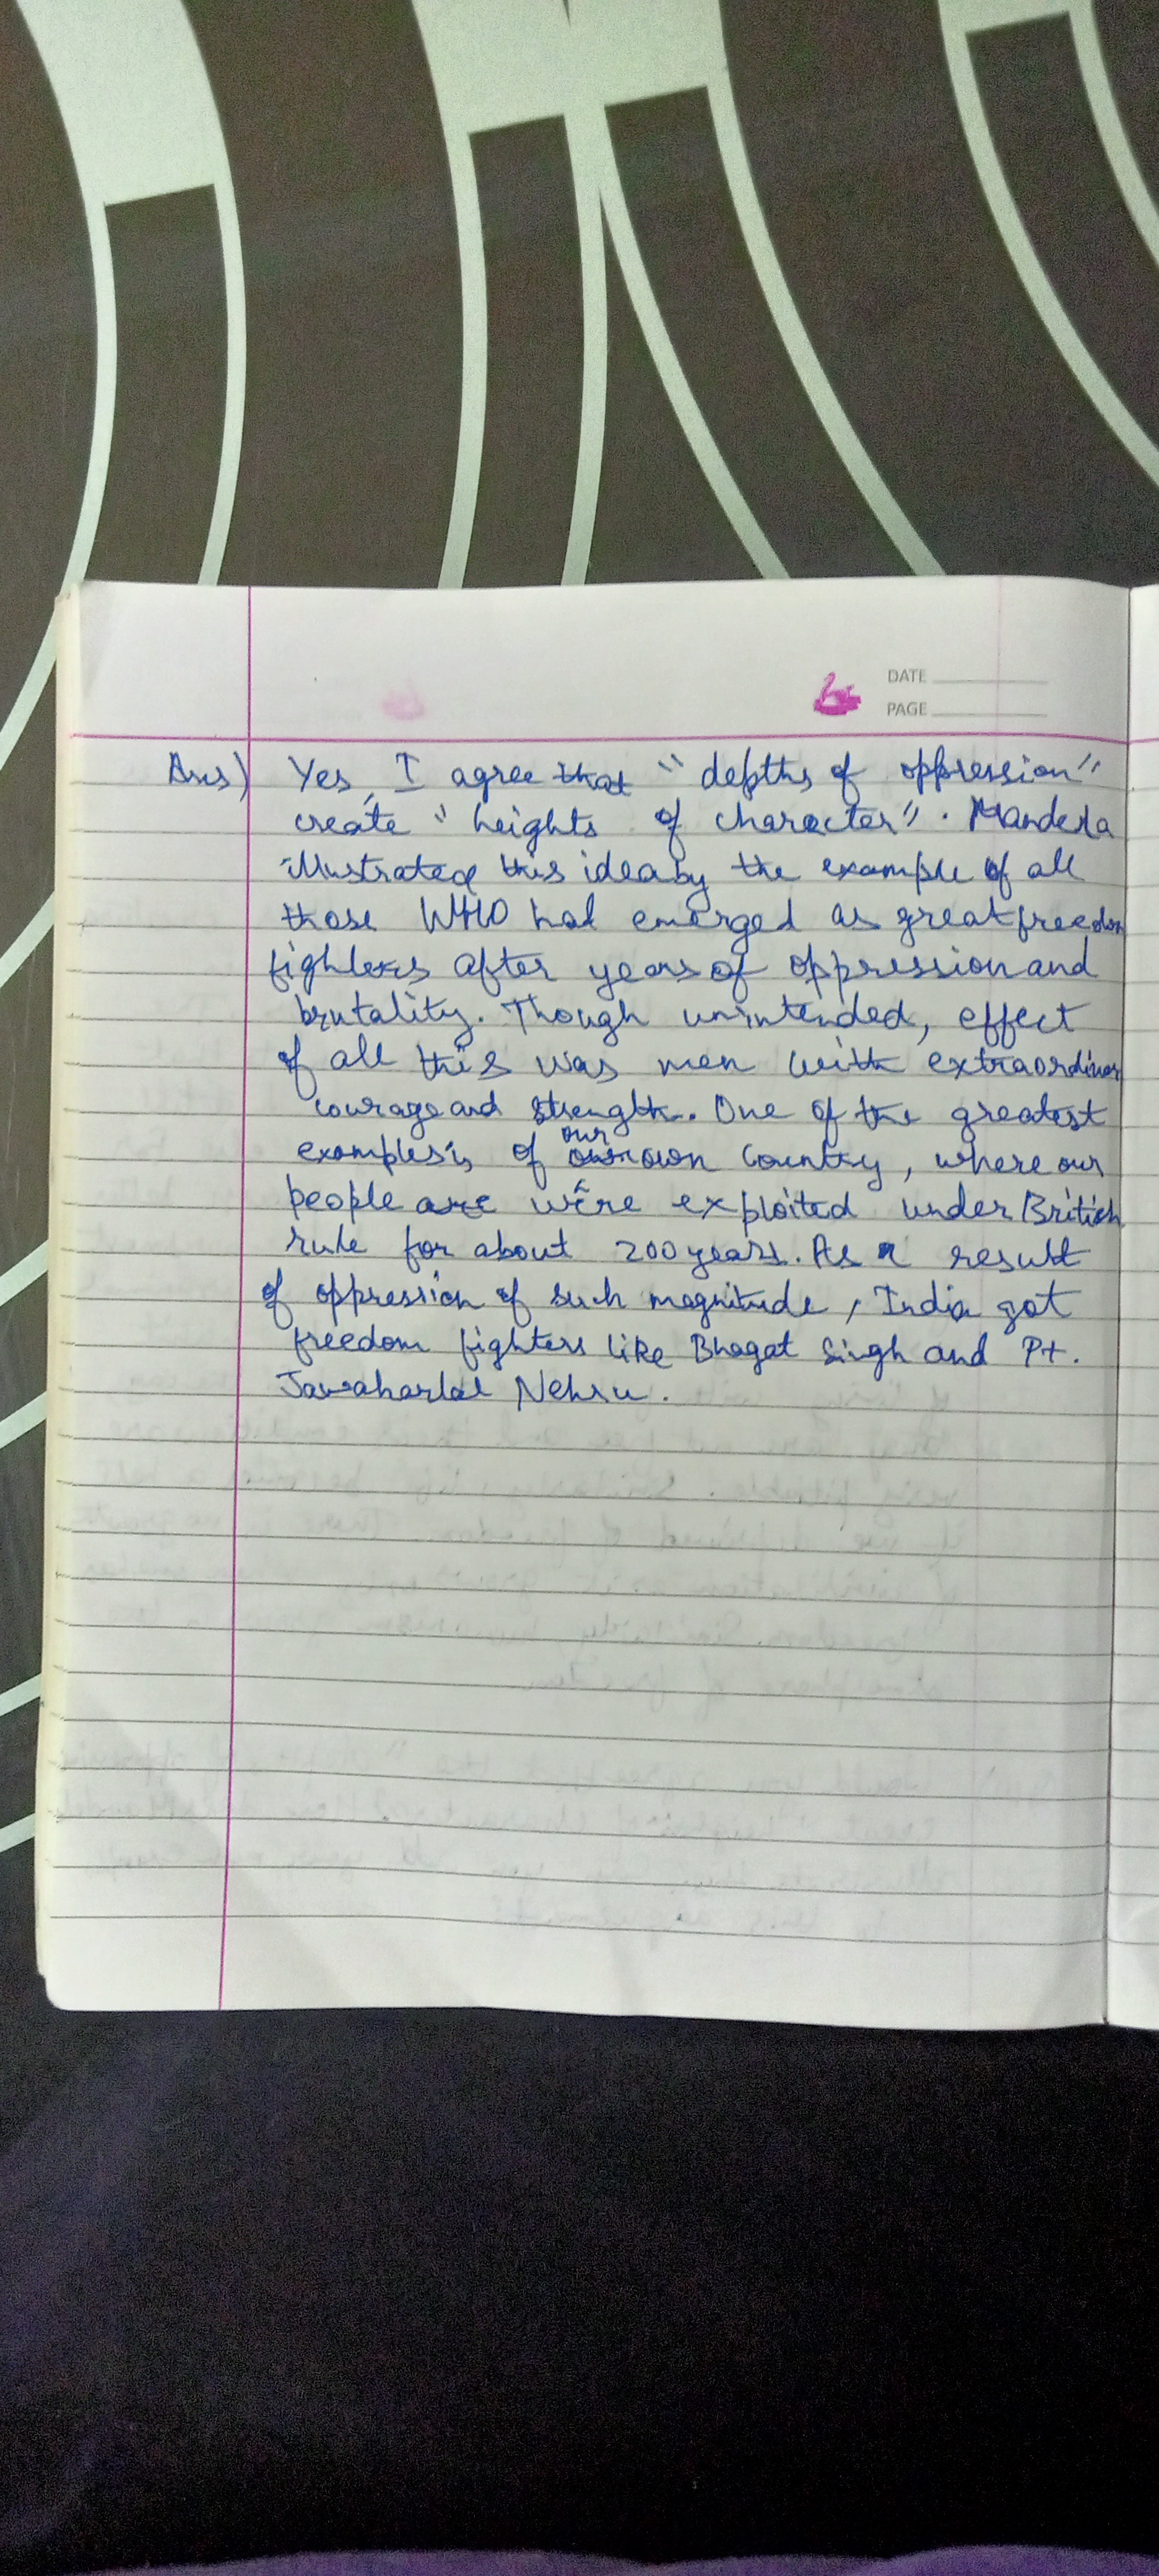 DATE
PAGE
Ans) Yes, I agree that "depths of oppression"
create "heights of character". Mandela
illustrated this idea by the example of all
those WHO had emerged as great freedom
fighters after years of oppression and
brutality. Though unintended, effect
of all this was men with extraordinary
courage and strength. One of the greatest
examples is of our own country, where our
people were exploited under British
rule for about 200 years. As a result
of oppression of such magnitude, India got
freedom fighters like Bhagat Singh and Pt.
Jawaharlal Nehru.